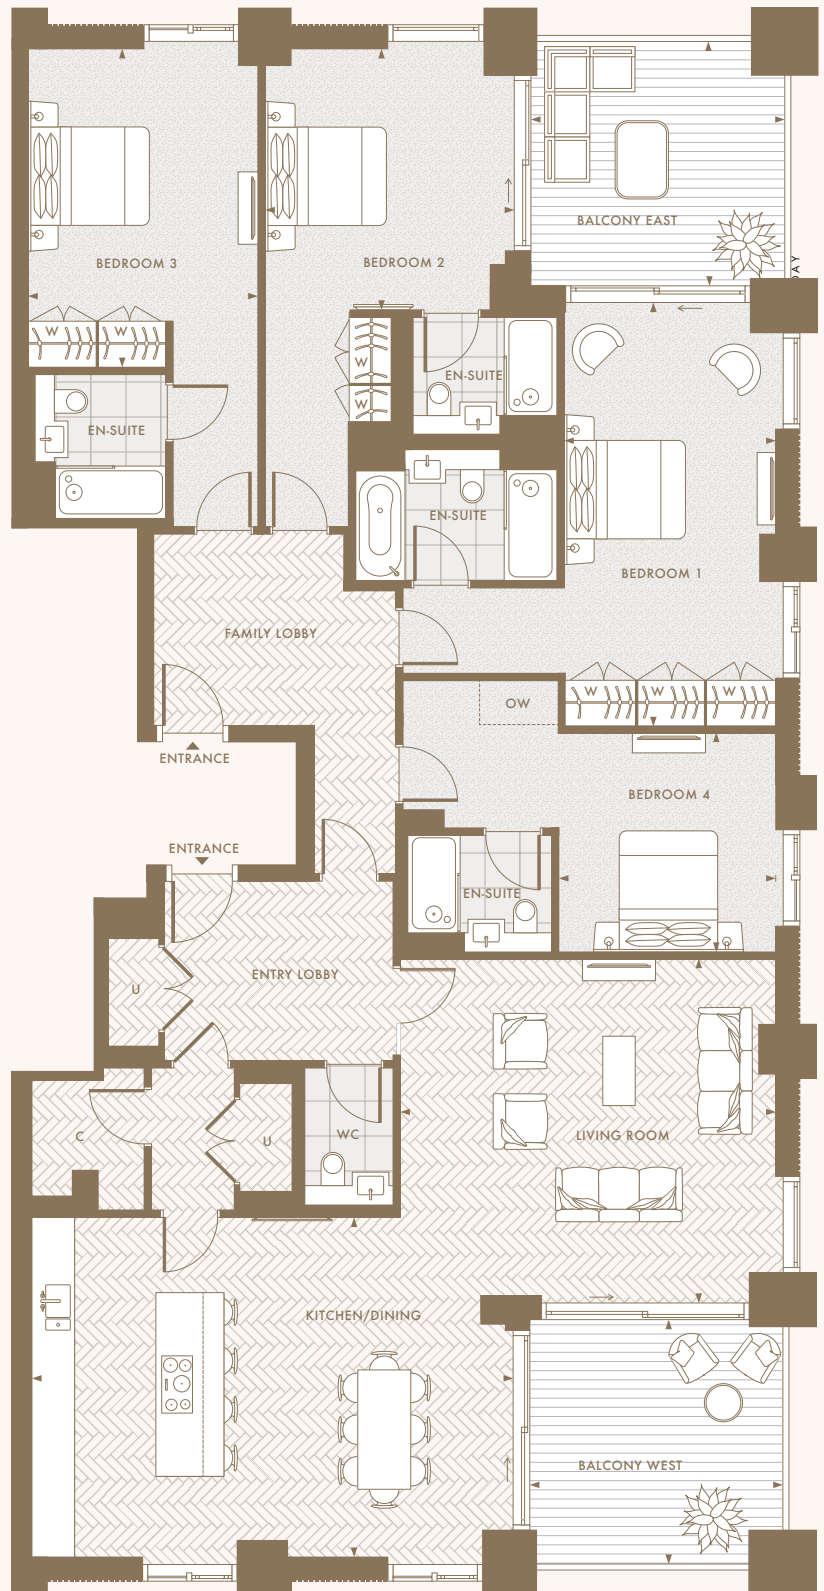 BALCONY EAST
BEDROOM 3
BEDROOM 2
W
W
W
W
EN-SUITE
EN-SUITE
EN-SUITE
BEDROOM 1
FAMILY LOBBY
W
W
W
OW
ENTRANCE
BEDROOM 4
ENTRANCE
EN-SUITE
ENTRY LOBBY
U
C
U
WC
LIVING ROOM
KITCHEN/DINING
BALCONY WEST